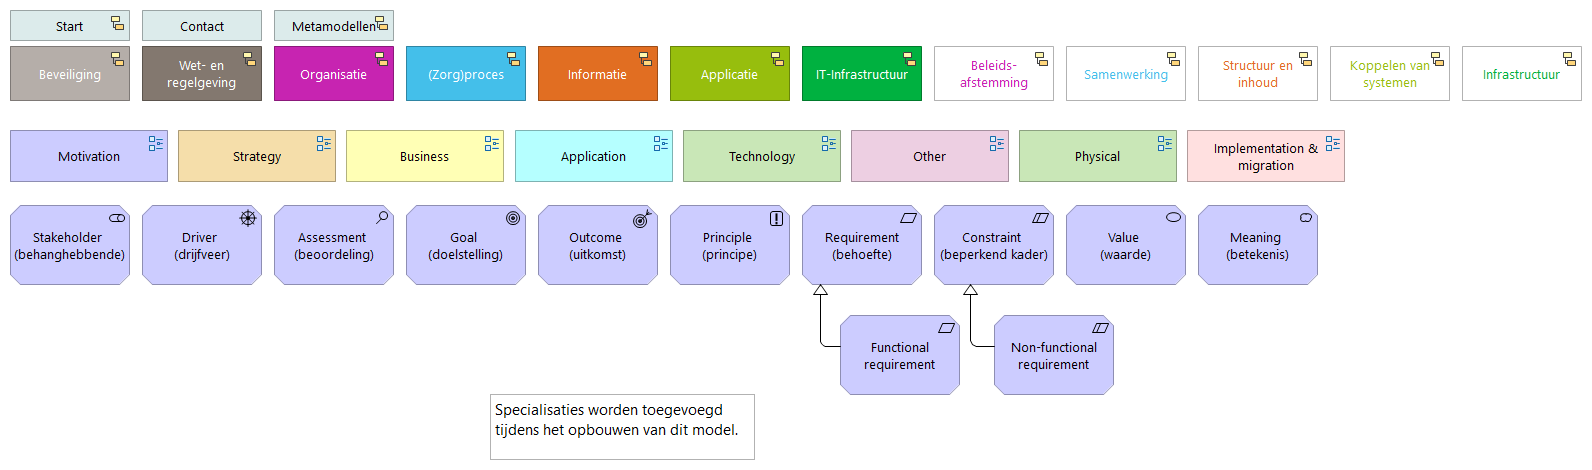 Start
Contact
Metamodellen
Beveiliging
Wet- en
regelgeving
Organisatie
(Zorg)proces
Informatie
Applicatie
IT-Infrastructuur
Beleids-
afstemming
Samenwerking
Structuur en
inhoud
Koppelen van
systemen
Infrastructuur
Motivation
Strategy
Business
Application
Technology
Other
Physical
Implementation &
migration
Stakeholder
(behanghebbende)
Driver
(drijfveer)
Assessment
(beoordeling)
Goal
(doelstelling)
Outcome
(uitkomst)
Principle
(principe)
Requirement
(behoefte)
Constraint
(beperkend kader)
Value
(waarde)
Meaning
(betekenis)
Functional
requirement
Non-functional
requirement
Specialisaties worden toegevoegd
tijdens het opbouwen van dit model.